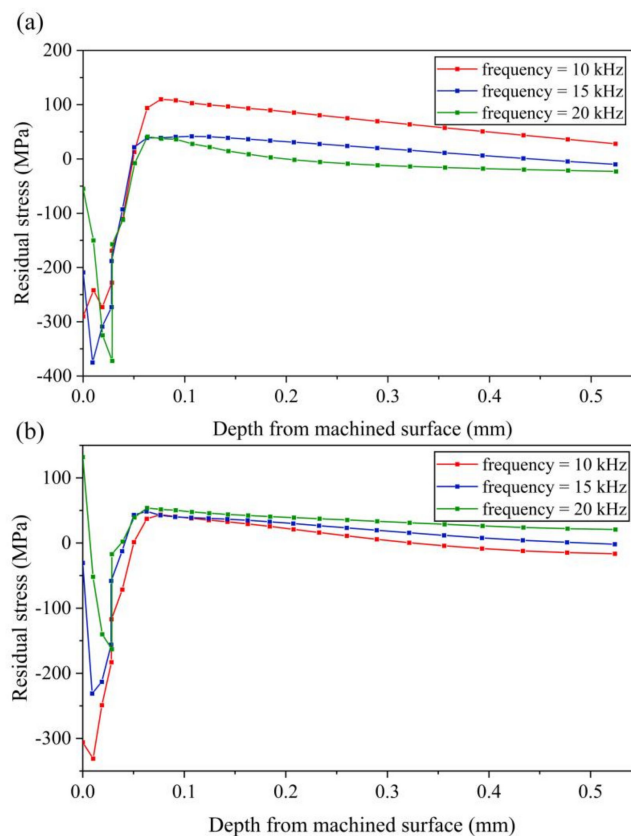 (a)
200
100
0
-100
-200
-300
-400
Residual stress (MPa)
frequency = 10 kHz
frequency = 15 kHz
frequency = 20 kHz
0.0 0.1 0.2 0.3 0.4 0.5
Depth from machined surface (mm)
(b)
100
0
-100
-200
-300
Residual stress (MPa)
frequency = 10 kHz
frequency = 15 kHz
frequency = 20 kHz
0.0 0.1 0.2 0.3 0.4 0.5
Depth from machined surface (mm)